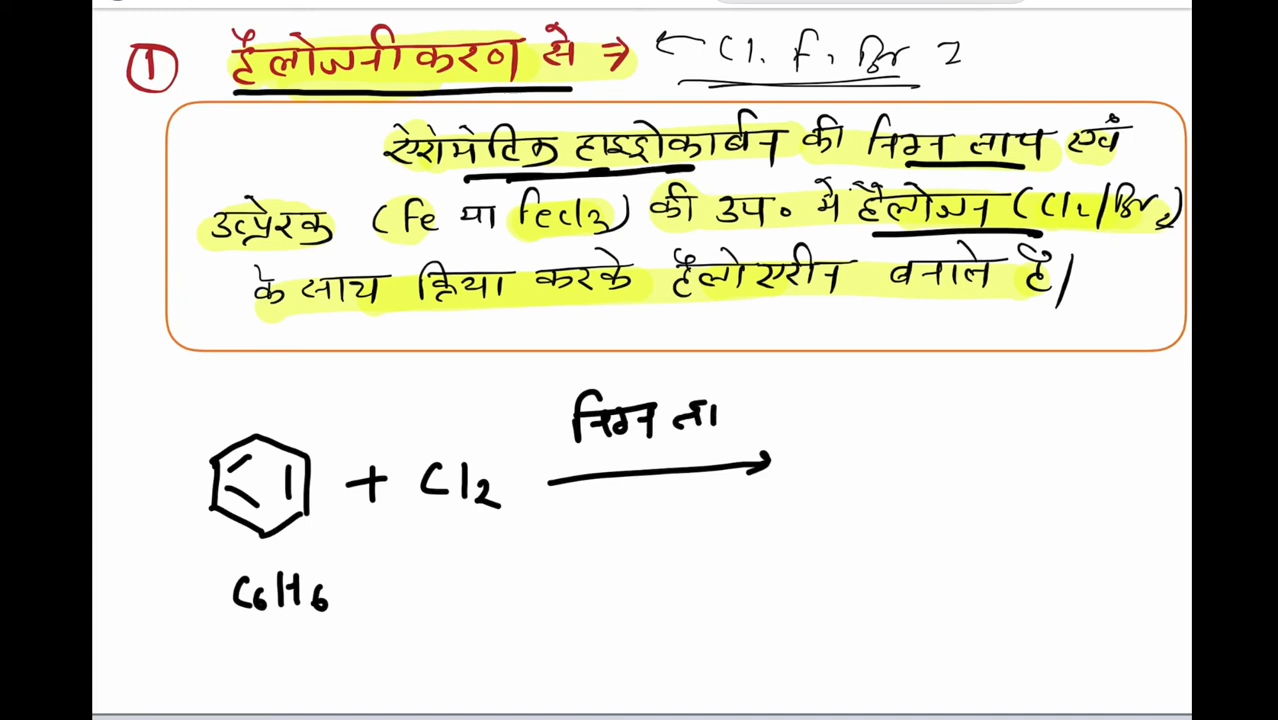 ① हैलोजनीकरण से ⇒ ← Cl, F, Br I
ऐरोमेटिक हाइड्रोकार्बन की निम्न ताप एवं
उत्प्रेरक (Fe या FeCl3) की उप० में हैलोजन (Cl2/Br2)
के साथ क्रिया करके हैलोएरीन बनाते है।
निम्न ता
+ Cl2
C6H6